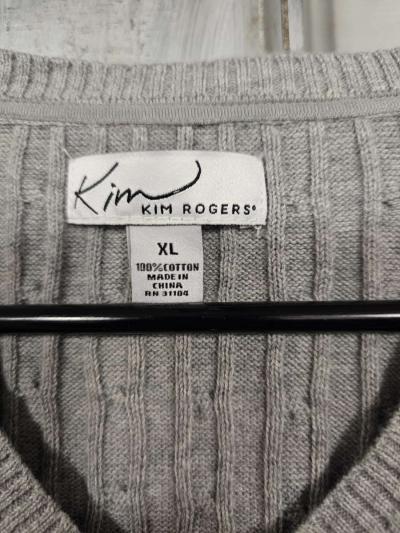 Kim
KIM ROGERS®
XL
100% COTTON
MADE IN
CHINA
RN 31104